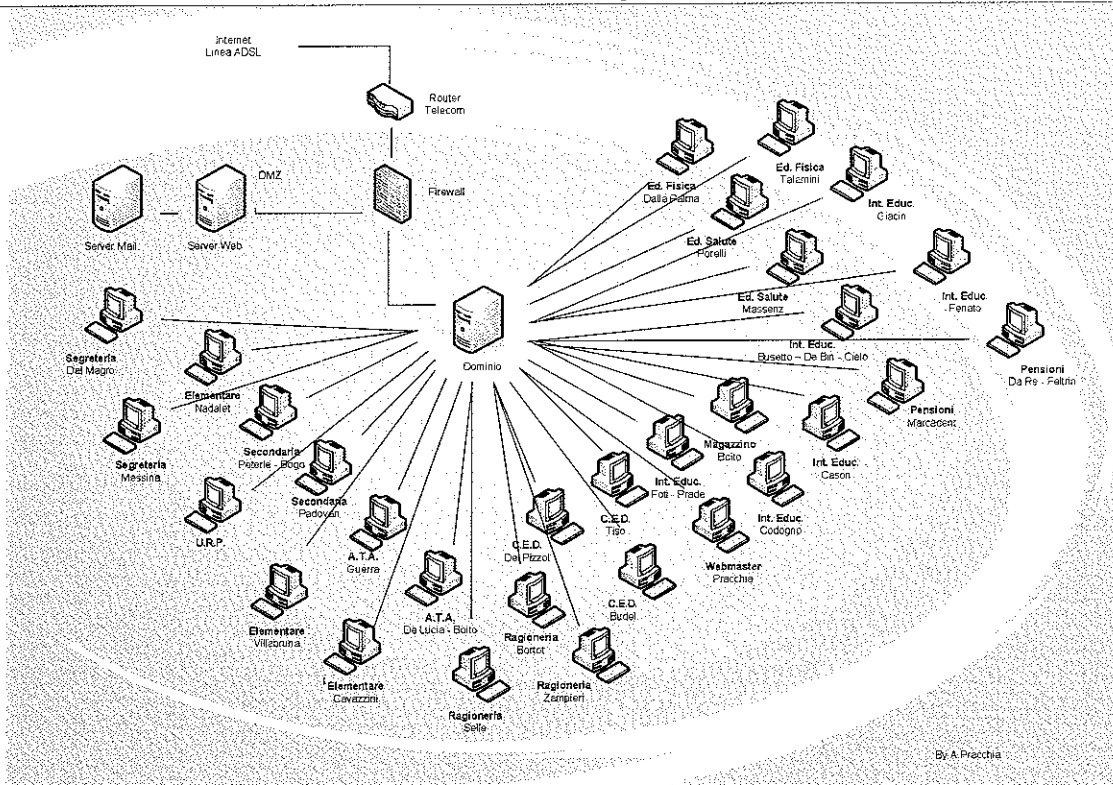 Internet
Linea ADSL
Router
Telecom
Firewall
DMZ
Server Mail
Server Web
Dominio
Ed. Fisica
Dalla Palma
Ed. Fisica
Talamini
Int. Educ.
Giacin
Ed. Salute
Porelli
Ed. Salute
Massenz
Int. Educ.
Fenato
Int. Educ.
Busetto - De Bin - Cielo
Pensioni
Da Re - Feltrin
Pensioni
Marcadent
Segreteria
Dal Magro
Elementare
Nadalet
Segreteria
Messina
Secondaria
Peterle - Bogo
Secondaria
Padovan
U.R.P.
A.T.A.
Guerra
Elementare
Villabruna
Elementare
Cavazzini
A.T.A.
De Lucia - Boito
Ragioneria
Selle
Ragioneria
Bortot
Ragioneria
Zampieri
C.E.D.
Del Pizzol
C.E.D.
Tiso
C.E.D.
Budel
Int. Educ.
Foti - Prade
Magazzino
Boito
Int. Educ.
Cason
Int. Educ.
Codogno
Webmaster
Pracchia
By A.Pracchia